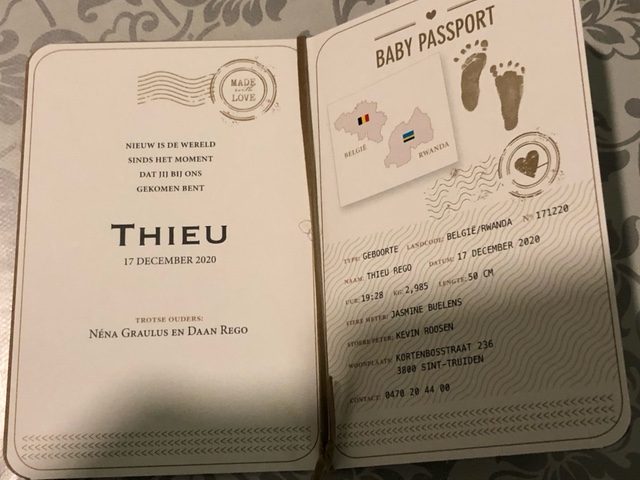 MADE
with
LOVE
NIEUW IS DE WERELD
SINDS HET MOMENT
DAT JIJ BIJ ONS
GEKOMEN BENT
THIEU
17 DECEMBER 2020
TROTSE OUDERS:
NÉNA GRAULUS EN DAAN REGO
BABY PASSPORT
BELGIË
RWANDA
TYPE: GEBOORTE LANDCODE: BELGIË/RWANDA N° 171220
NAAM: THIEU REGO DATUM: 17 DECEMBER 2020
UUR: 19:28 KG: 2,985 LENGTE: 50 CM
FIERE METER: JASMINE BUELENS
STOERE PETER: KEVIN ROOSEN
WOONPLAATS: KORTENBOSSTRAAT 236
3800 SINT-TRUIDEN
CONTACT: 0470 20 44 00